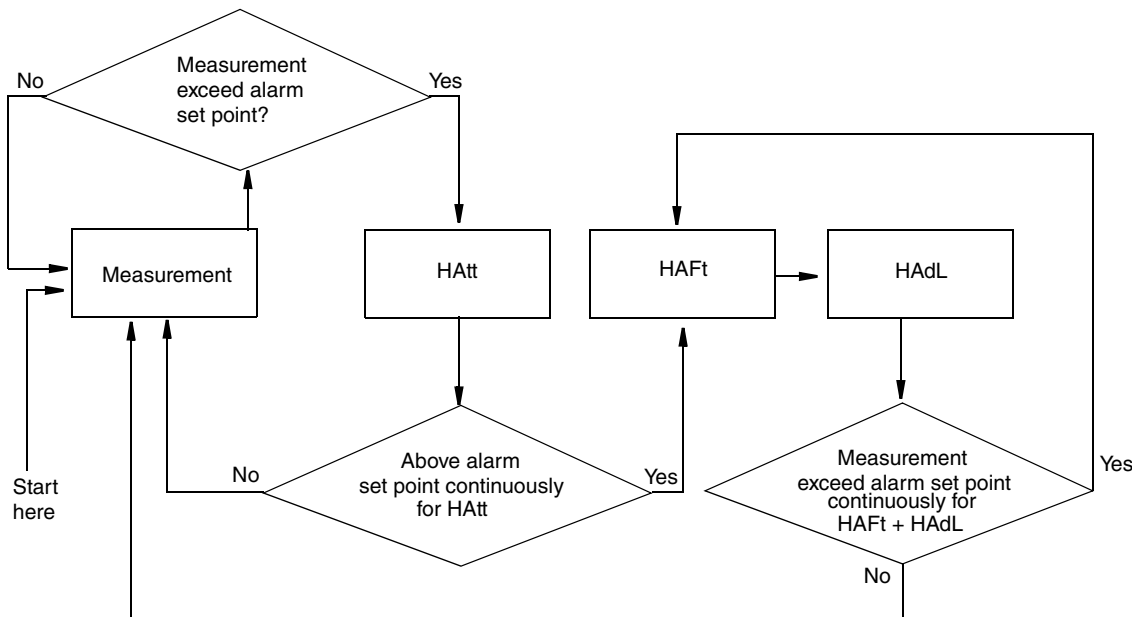 No
Measurement
exceed alarm
set point?
Yes
Measurement
HAtt
HAFt
HAdL
Start
here
No
Above alarm
set point continuously
for HAtt
Yes
Measurement
exceed alarm set point
continuously for
HAFt + HAdL
Yes
No